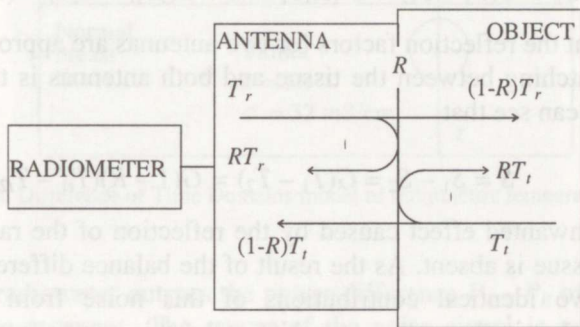 OBJECT
ANTENNA
R
T_r
(1-R)T_r
RADIOMETER
RT_r
RT_t
(1-R)T_t
T_t